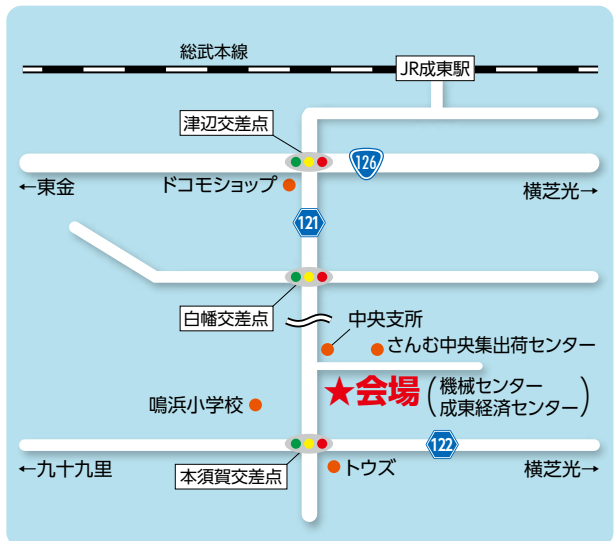 総武本線
JR成東駅
津辺交差点
126
←東金
ドコモショップ
横芝光→
121
白幡交差点
中央支所
さんむ中央集出荷センター
★会場(機械センター
成東経済センター)
鳴浜小学校
122
←九十九里
本須賀交差点
トウズ
横芝光→